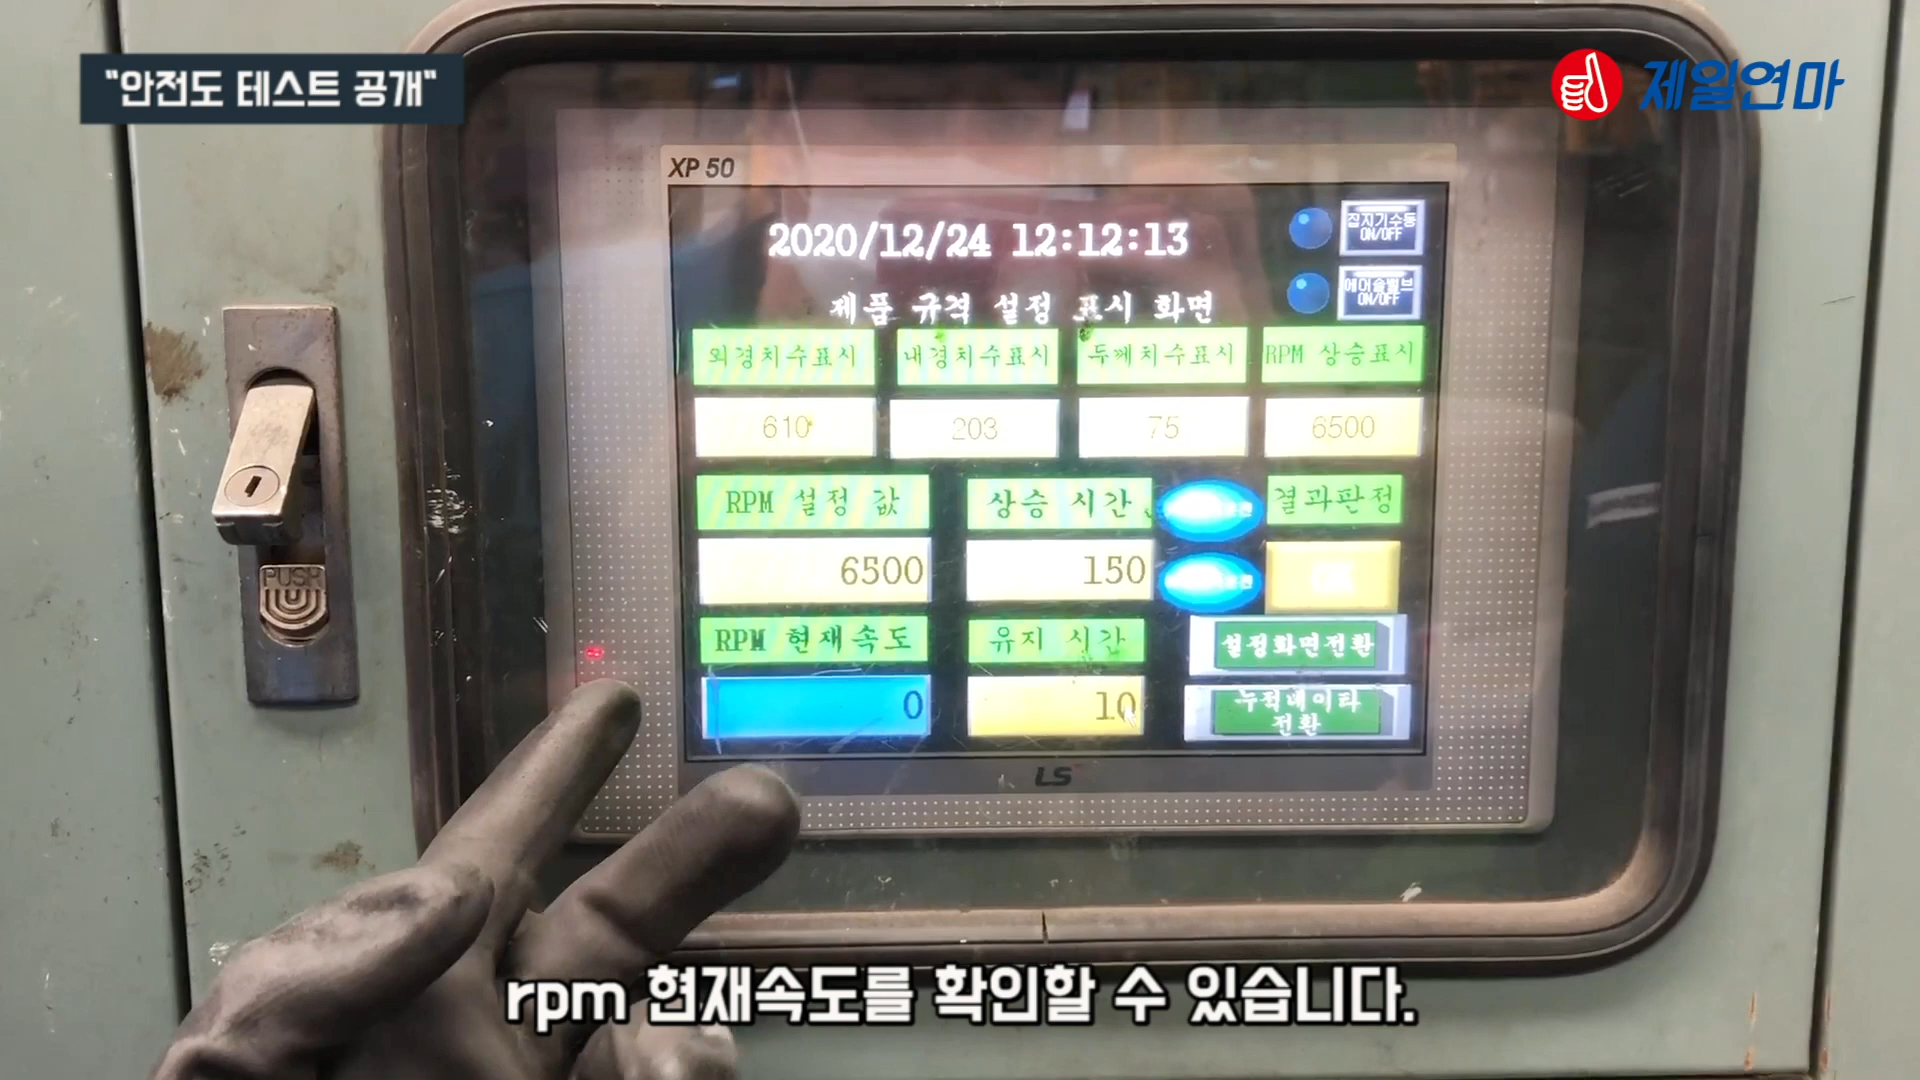 "안전도 테스트 공개"
제일연마
XP 50
2020/12/24 12:12:13
집지기수동
ON/OFF
에어솔밸브
ON/OFF
제품 규격 설정 표시 화면
외경치수표시 내경치수표시 두께치수표시 RPM 상승표시
610 203 75 6500
RPM 설정 값 상승 시간 결과판정
6500 150 OK
RPM 현재속도 유지 시간 설정화면전환
0 10 누적데이타
전환
LS
PUSH
rpm 현재속도를 확인할 수 있습니다.